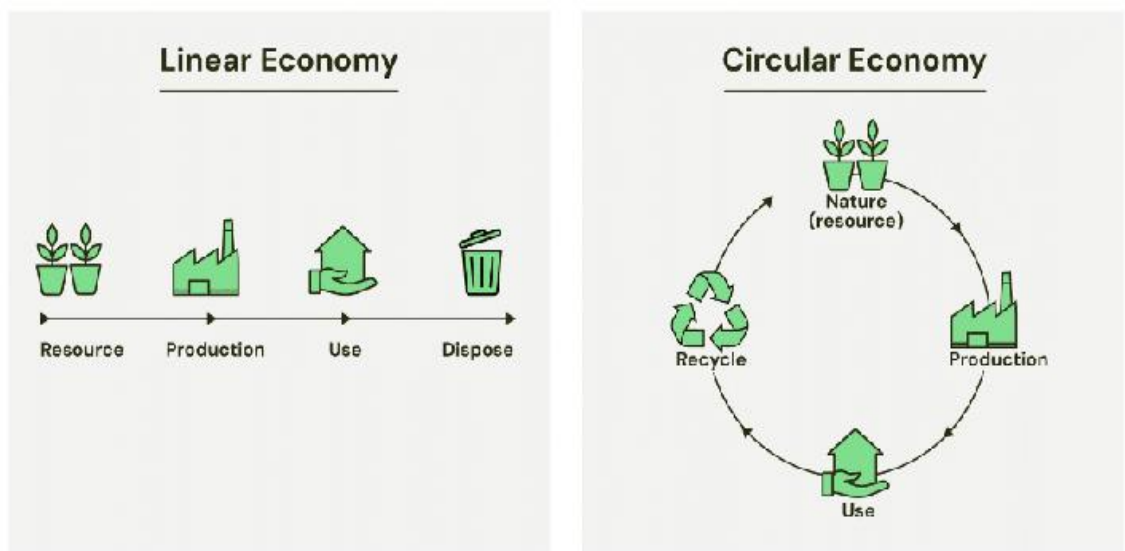 Linear Economy
Resource
Production
Use
Dispose
Circular Economy
Nature
(resource)
Production
Use
Recycle